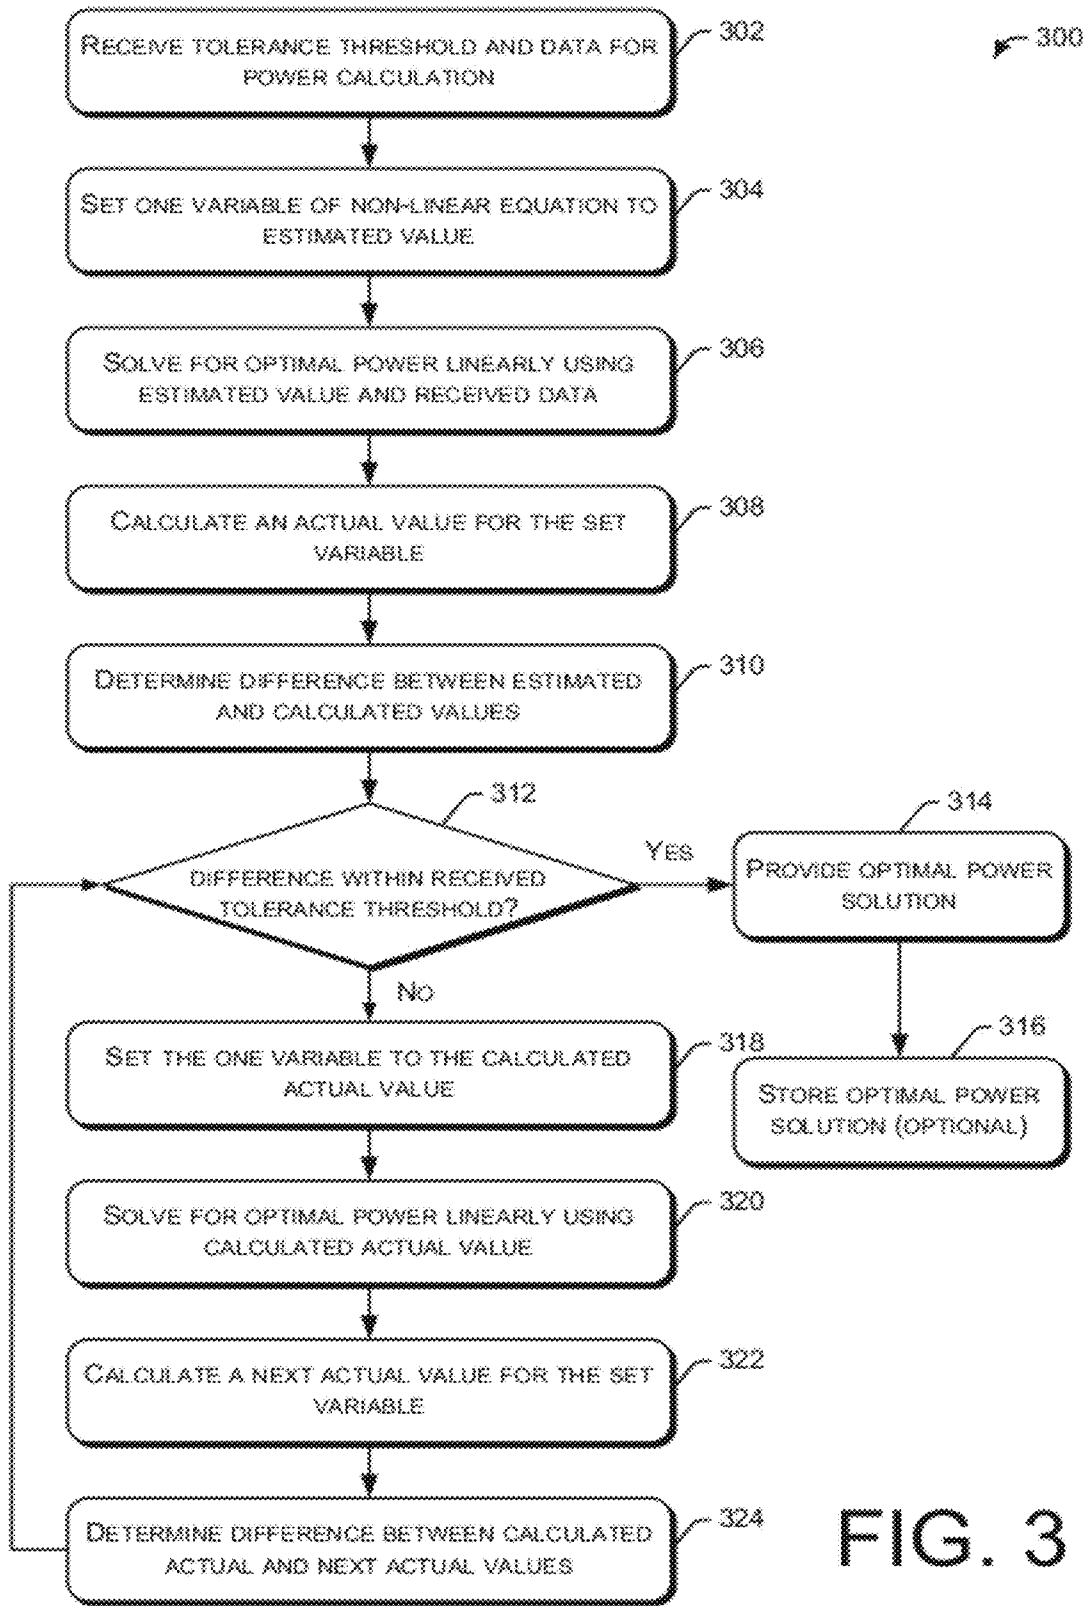 300
RECEIVE TOLERANCE THRESHOLD AND DATA FOR
POWER CALCULATION
302
SET ONE VARIABLE OF NON-LINEAR EQUATION TO
ESTIMATED VALUE
304
SOLVE FOR OPTIMAL POWER LINEARLY USING
ESTIMATED VALUE AND RECEIVED DATA
306
CALCULATE AN ACTUAL VALUE FOR THE SET
VARIABLE
308
DETERMINE DIFFERENCE BETWEEN ESTIMATED
AND CALCULATED VALUES
310
DIFFERENCE WITHIN RECEIVED
TOLERANCE THRESHOLD?
312
YES
PROVIDE OPTIMAL POWER
SOLUTION
314
STORE OPTIMAL POWER
SOLUTION (OPTIONAL)
316
NO
SET THE ONE VARIABLE TO THE CALCULATED
ACTUAL VALUE
318
SOLVE FOR OPTIMAL POWER LINEARLY USING
CALCULATED ACTUAL VALUE
320
CALCULATE A NEXT ACTUAL VALUE FOR THE SET
VARIABLE
322
DETERMINE DIFFERENCE BETWEEN CALCULATED
ACTUAL AND NEXT ACTUAL VALUES
324
FIG. 3